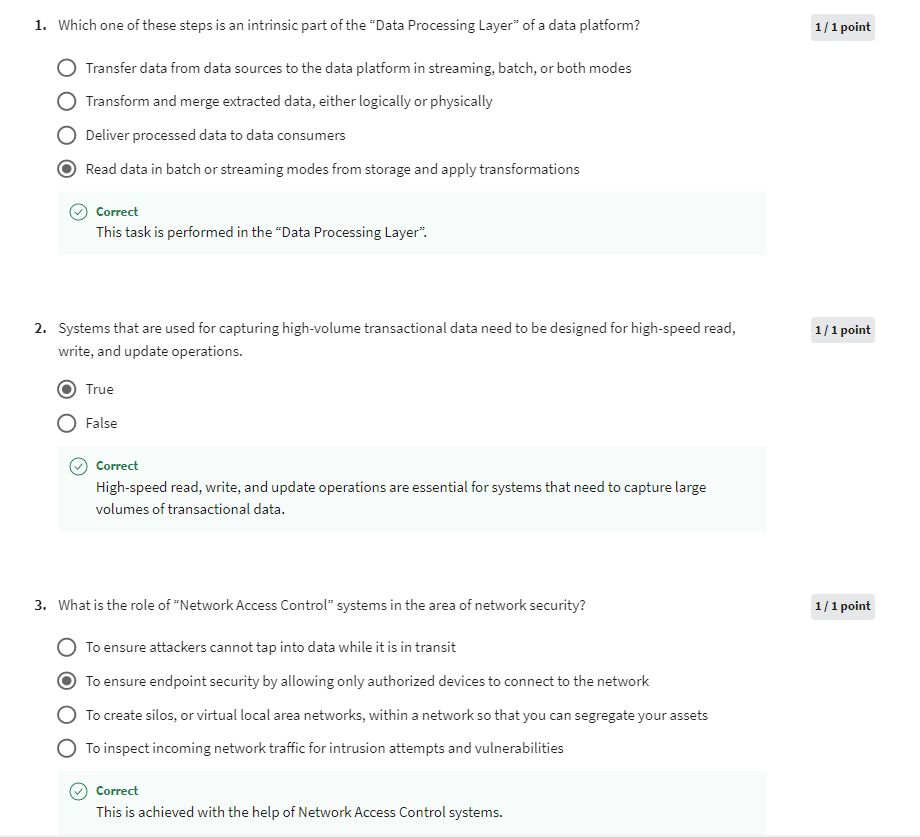 1. Which one of these steps is an intrinsic part of the “Data Processing Layer” of a data platform?
1 / 1 point
Transfer data from data sources to the data platform in streaming, batch, or both modes
Transform and merge extracted data, either logically or physically
Deliver processed data to data consumers
Read data in batch or streaming modes from storage and apply transformations
Correct
This task is performed in the “Data Processing Layer”.
2. Systems that are used for capturing high-volume transactional data need to be designed for high-speed read,
write, and update operations.
1 / 1 point
True
False
Correct
High-speed read, write, and update operations are essential for systems that need to capture large
volumes of transactional data.
3. What is the role of “Network Access Control” systems in the area of network security?
1 / 1 point
To ensure attackers cannot tap into data while it is in transit
To ensure endpoint security by allowing only authorized devices to connect to the network
To create silos, or virtual local area networks, within a network so that you can segregate your assets
To inspect incoming network traffic for intrusion attempts and vulnerabilities
Correct
This is achieved with the help of Network Access Control systems.